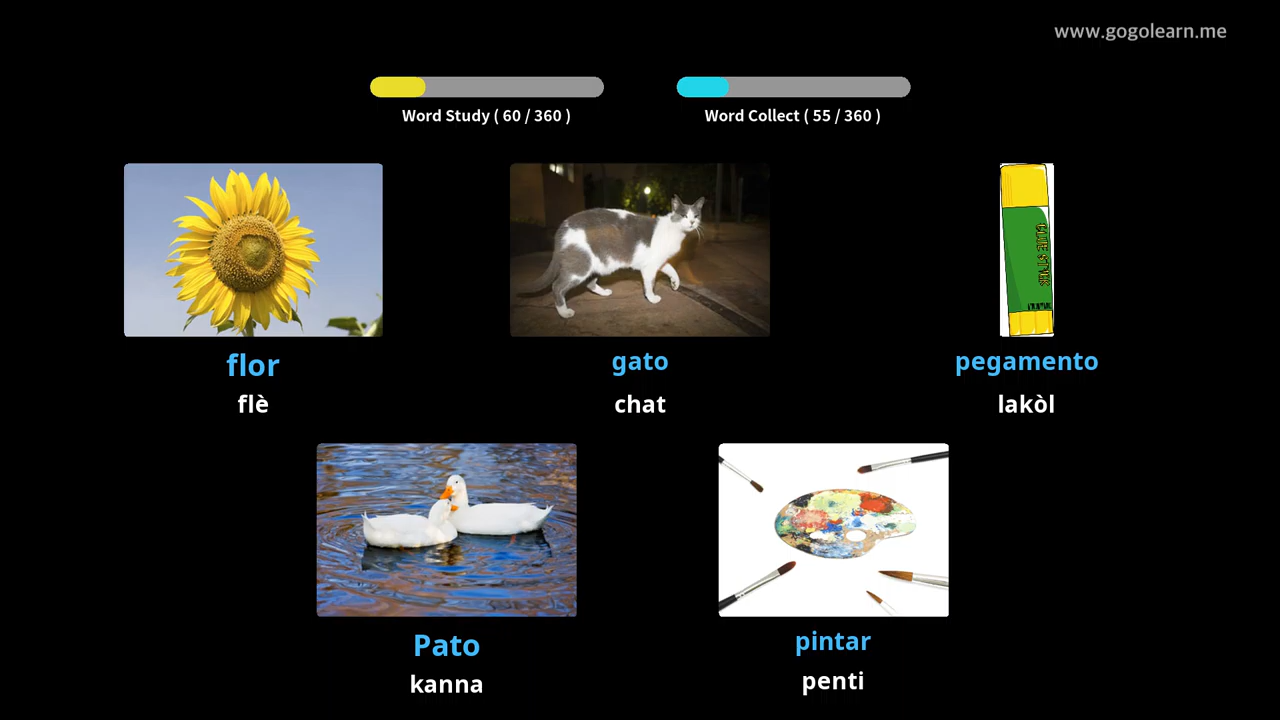 www.gogolearn.me
Word Study ( 60 / 360 )
Word Collect ( 55 / 360 )
flor
flè
gato
chat
pegamento
lakòl
Pato
kanna
pintar
penti